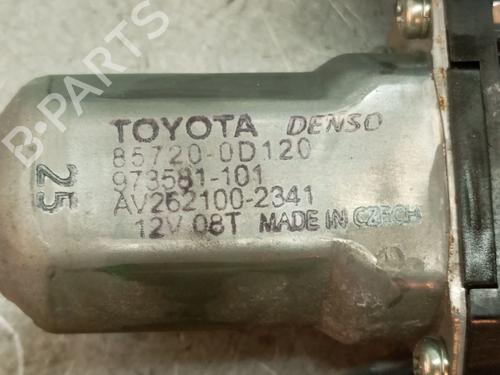 TOYOTA DENSO
85720-0D120
973581-101
AV262100-2341
12V 08T MADE IN CZECH
25
B-PARTS